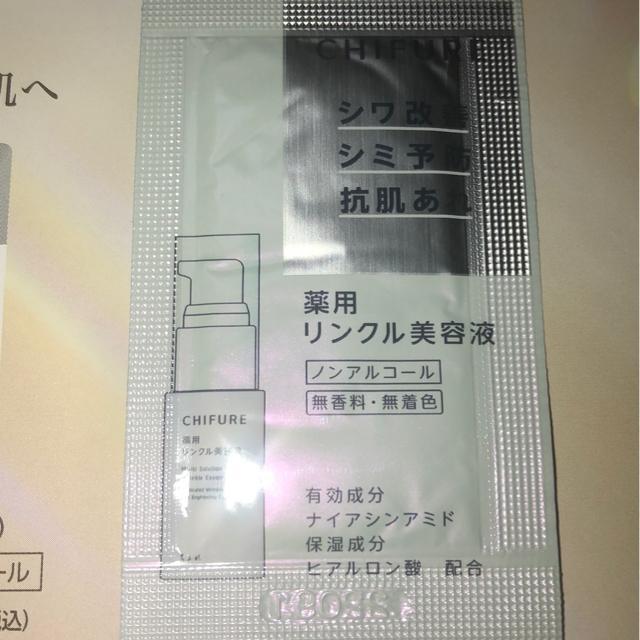 肌へ
CHIFURE
シワ改善
シミ予防
抗肌あれ
薬用
リンクル美容液
ノンアルコール
無香料・無着色
CHIFURE
薬用
リンクル美容液
有効成分
ナイアシンアミド
保湿成分
ヒアルロン酸 配合
ール
税込)